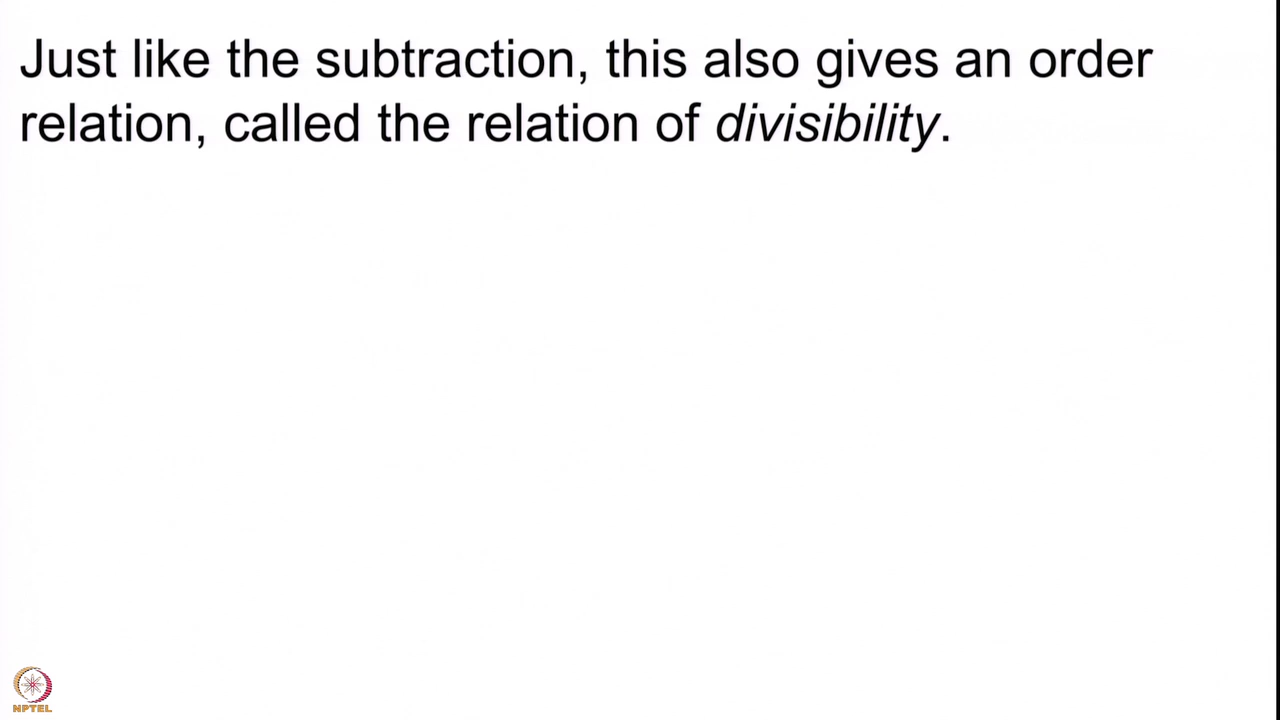 Just like the subtraction, this also gives an order
relation, called the relation of divisibility.
NPTEL